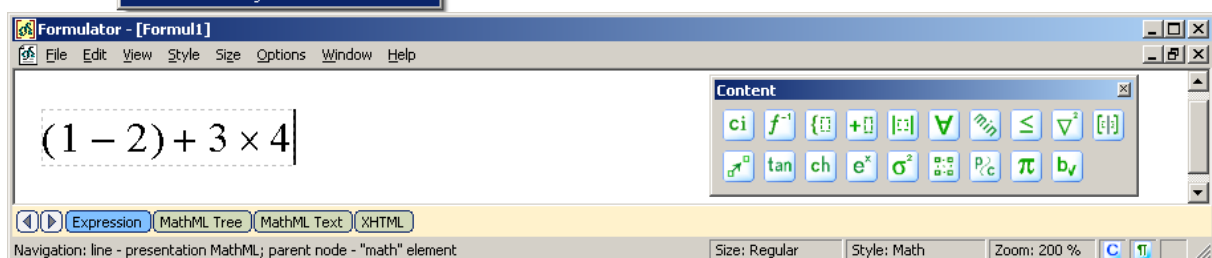 Formulator - [Formul1]
File Edit View Style Size Options Window Help
(1 − 2) + 3 × 4
Content
ci f⁻¹ {▯ +▯ |▯| ∀ ≤ ∇² [▯|▯]
tan ch eˣ σ² P/C π b√
Expression MathML Tree MathML Text XHTML
Navigation: line - presentation MathML; parent node - "math" element Size: Regular Style: Math Zoom: 200 % C ¶